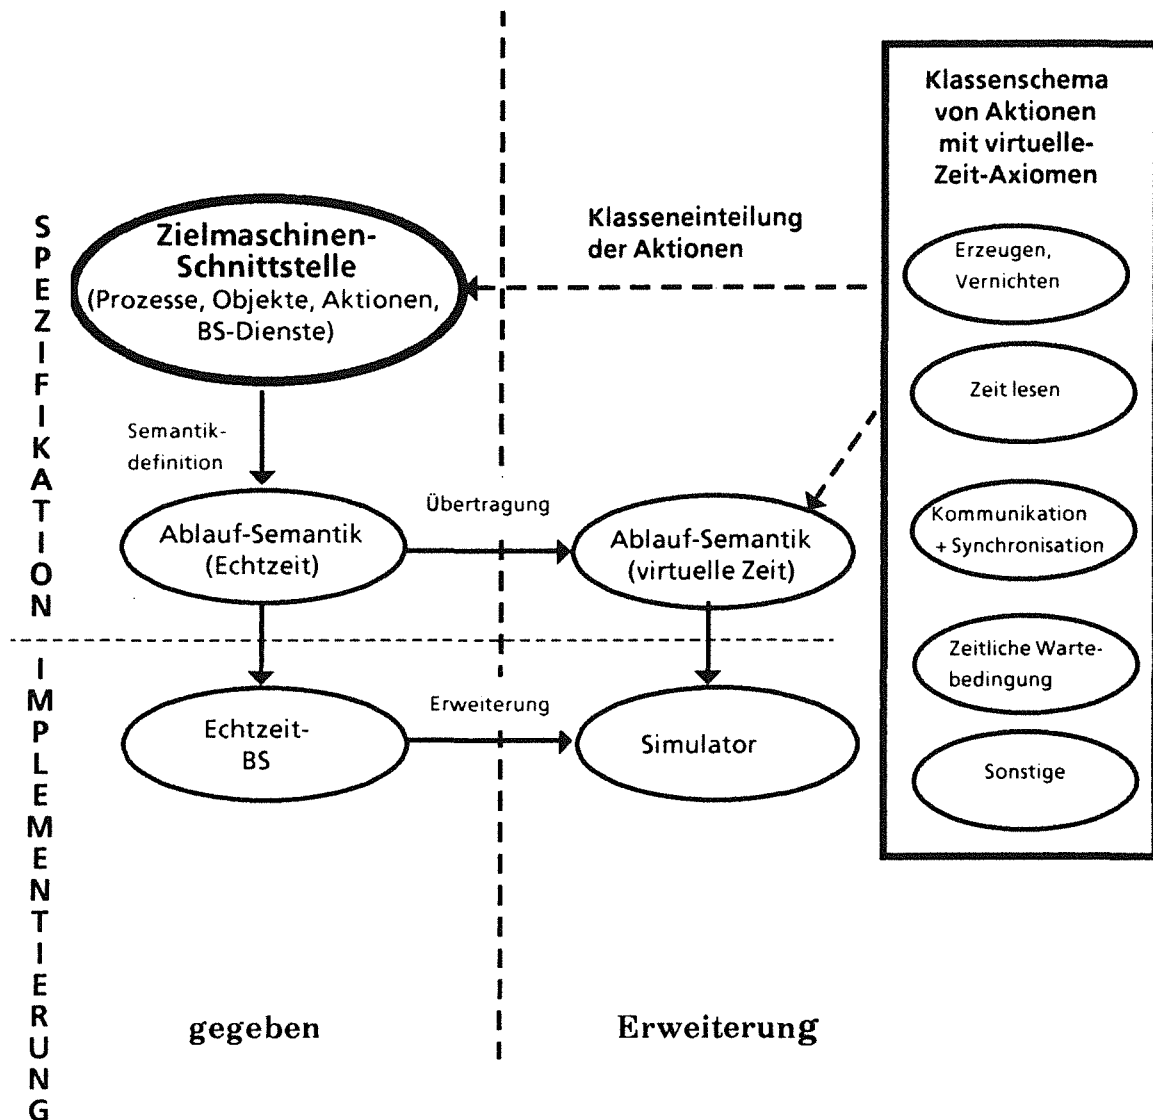 Klassenschema
von Aktionen
mit virtuelle-
Zeit-Axiomen
SPEZIFIKATION
Zielmaschinen-
Schnittstelle
(Prozesse, Objekte, Aktionen,
BS-Dienste)
Klasseneinteilung
der Aktionen
Erzeugen,
Vernichten
Zeit lesen
Semantik-
definition
Übertragung
Ablauf-Semantik
(Echtzeit)
Ablauf-Semantik
(virtuelle Zeit)
Kommunikation
+ Synchronisation
IMPLEMENTIERUNG
Zeitliche Warte-
bedingung
Echtzeit-
BS
Erweiterung
Simulator
Sonstige
gegeben
Erweiterung